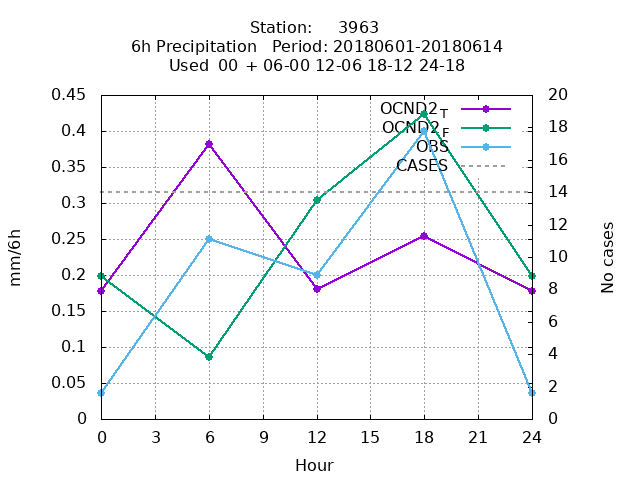 Station: 3963
6h Precipitation Period: 20180601-20180614
Used 00 + 06-00 12-06 18-12 24-18
0.45
0.4
0.35
0.3
0.25
0.2
0.15
0.1
0.05
0
mm/6h
OCND2T
OCND2F
OBS
CASES
20
18
16
14
12
10
8
6
4
2
0
No cases
0 3 6 9 12 15 18 21 24
Hour